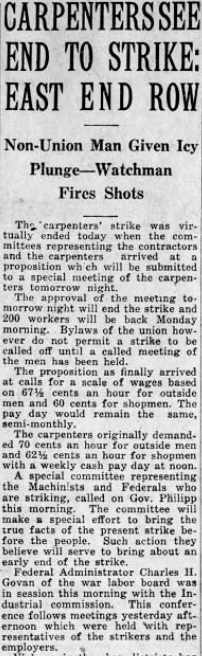 CARPENTERS SEE
END TO STRIKE:
EAST END ROW
Non-Union Man Given Icy
Plunge—Watchman
Fires Shots
The carpenters' strike was vir-
tually ended today when the com-
mittees representing the contractors
and the carpenters arrived at a
proposition which will be submitted
to a special meeting of the carpen-
ters tomorrow night.
The approval of the meeting to-
morrow night will end the strike and
200 workers will be back Monday
morning. Bylaws of the union how-
ever do not permit a strike to be
called off until a called meeting of
the men has been held.
The proposition as finally arrived
at calls for a scale of wages based
on 67½ cents an hour for outside
men and 60 cents for shopmen. The
pay day would remain the same,
semi-monthly.
The carpenters originally demand-
ed 70 cents an hour for outside men
and 62½ cents an hour for shopmen
with a weekly cash pay day at noon.
A special committee representing
the Machinists and Federals who
are striking, called on Gov. Philipp
this morning. The committee will
make a special effort to bring the
true facts of the present strike be-
fore the people. Such action they
believe will serve to bring about an
early end of the strike.
Federal Administrator Charles H.
Govan of the war labor board was
in session this morning with the In-
dustrial commission. This confer-
ence follows meetings yesterday aft-
ernoon which were held with rep-
resentatives of the strikers and the
employers.